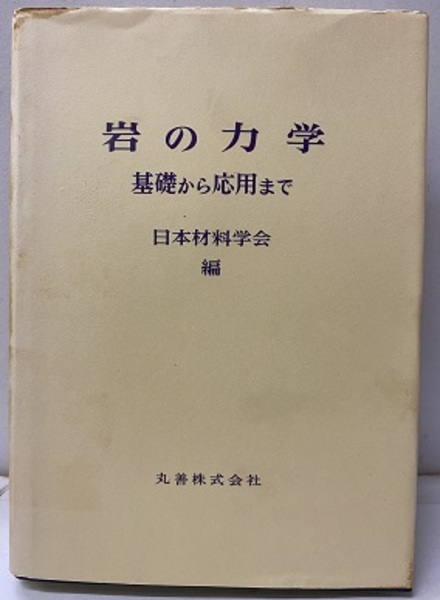 岩の力学
基礎から応用まで
日本材料学会
編
丸善株式会社